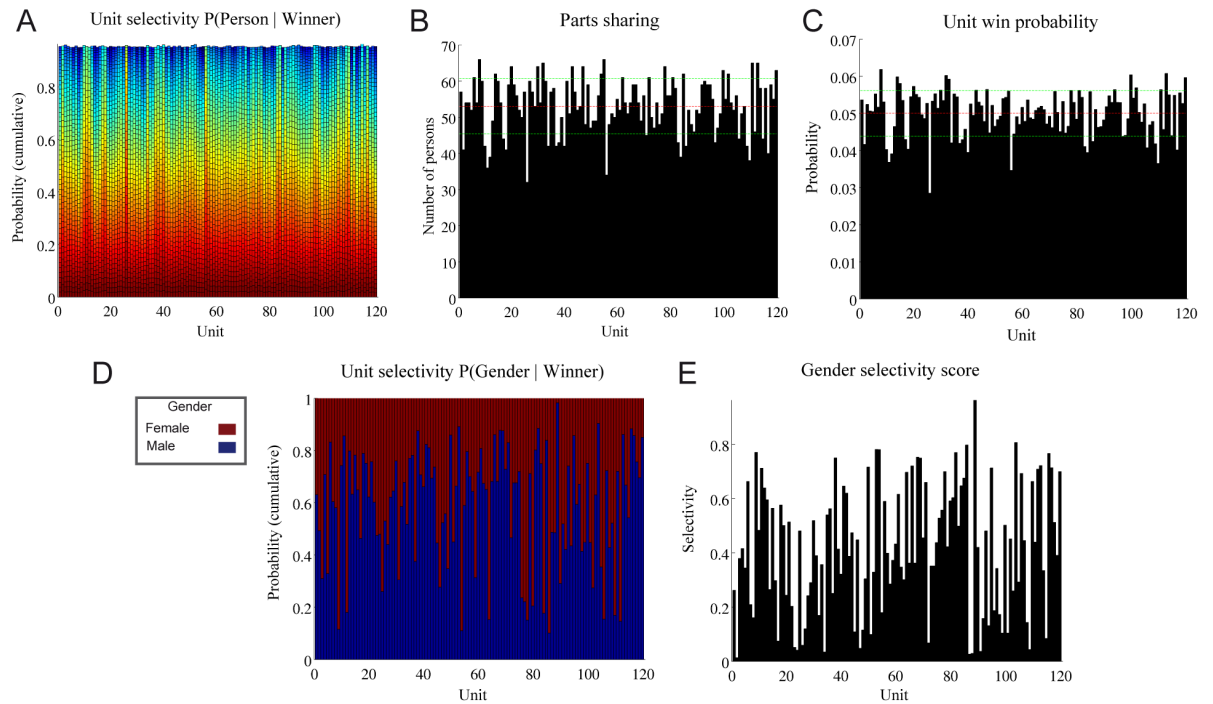 A
Unit selectivity P(Person | Winner)
Probability (cumulative)
0.8
0.6
0.4
0.2
0
0 20 40 60 80 100 120
Unit
B
Parts sharing
Number of persons
70
60
50
40
30
20
10
0
0 20 40 60 80 100 120
Unit
C
Unit win probability
Probability
0.07
0.06
0.05
0.04
0.03
0.02
0.01
0
0 20 40 60 80 100 120
Unit
D
Unit selectivity P(Gender | Winner)
Gender
Female
Male
Probability (cumulative)
1
0.8
0.6
0.4
0.2
0
0 20 40 60 80 100 120
Unit
E
Gender selectivity score
Selectivity
0.8
0.6
0.4
0.2
0
0 20 40 60 80 100 120
Unit